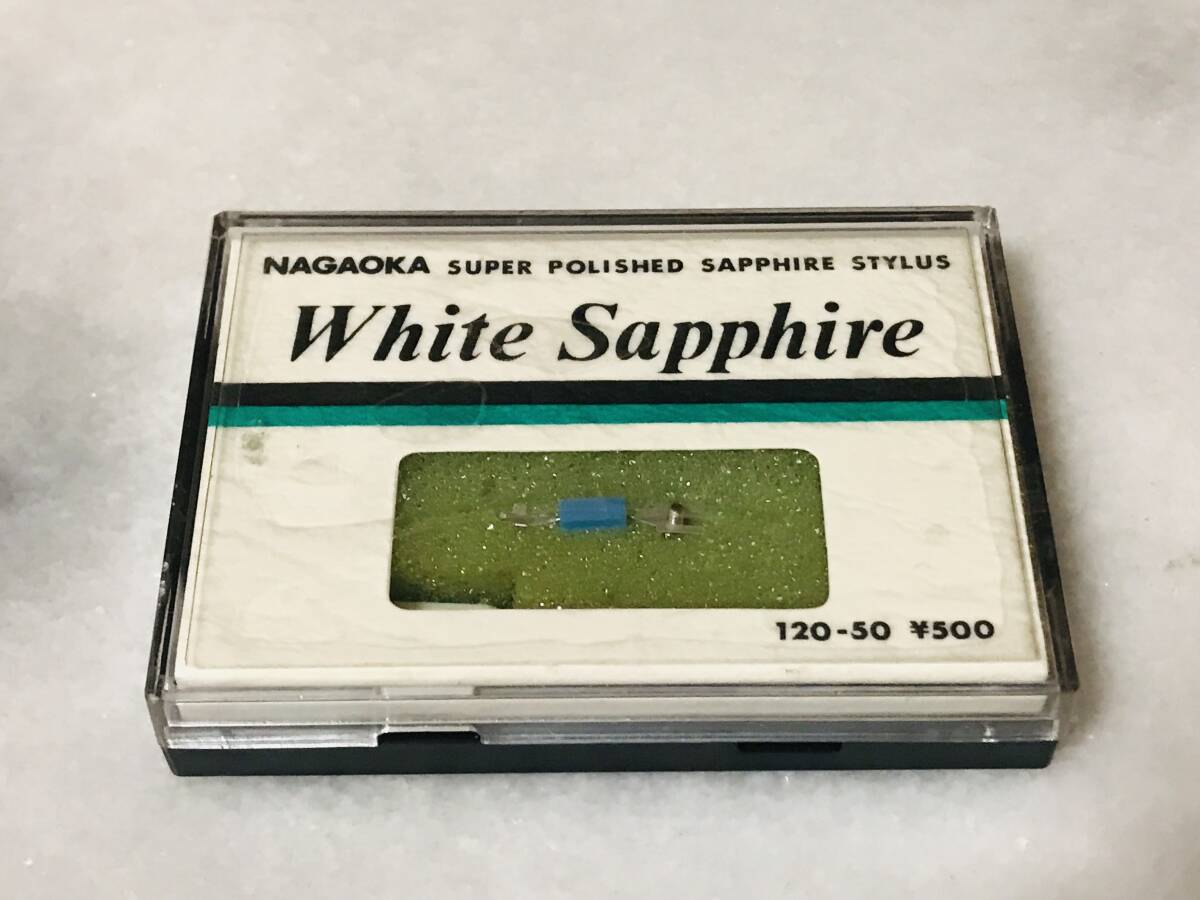 NAGAOKA SUPER POLISHED SAPPHIRE STYLUS
White Sapphire
120-50 ¥500